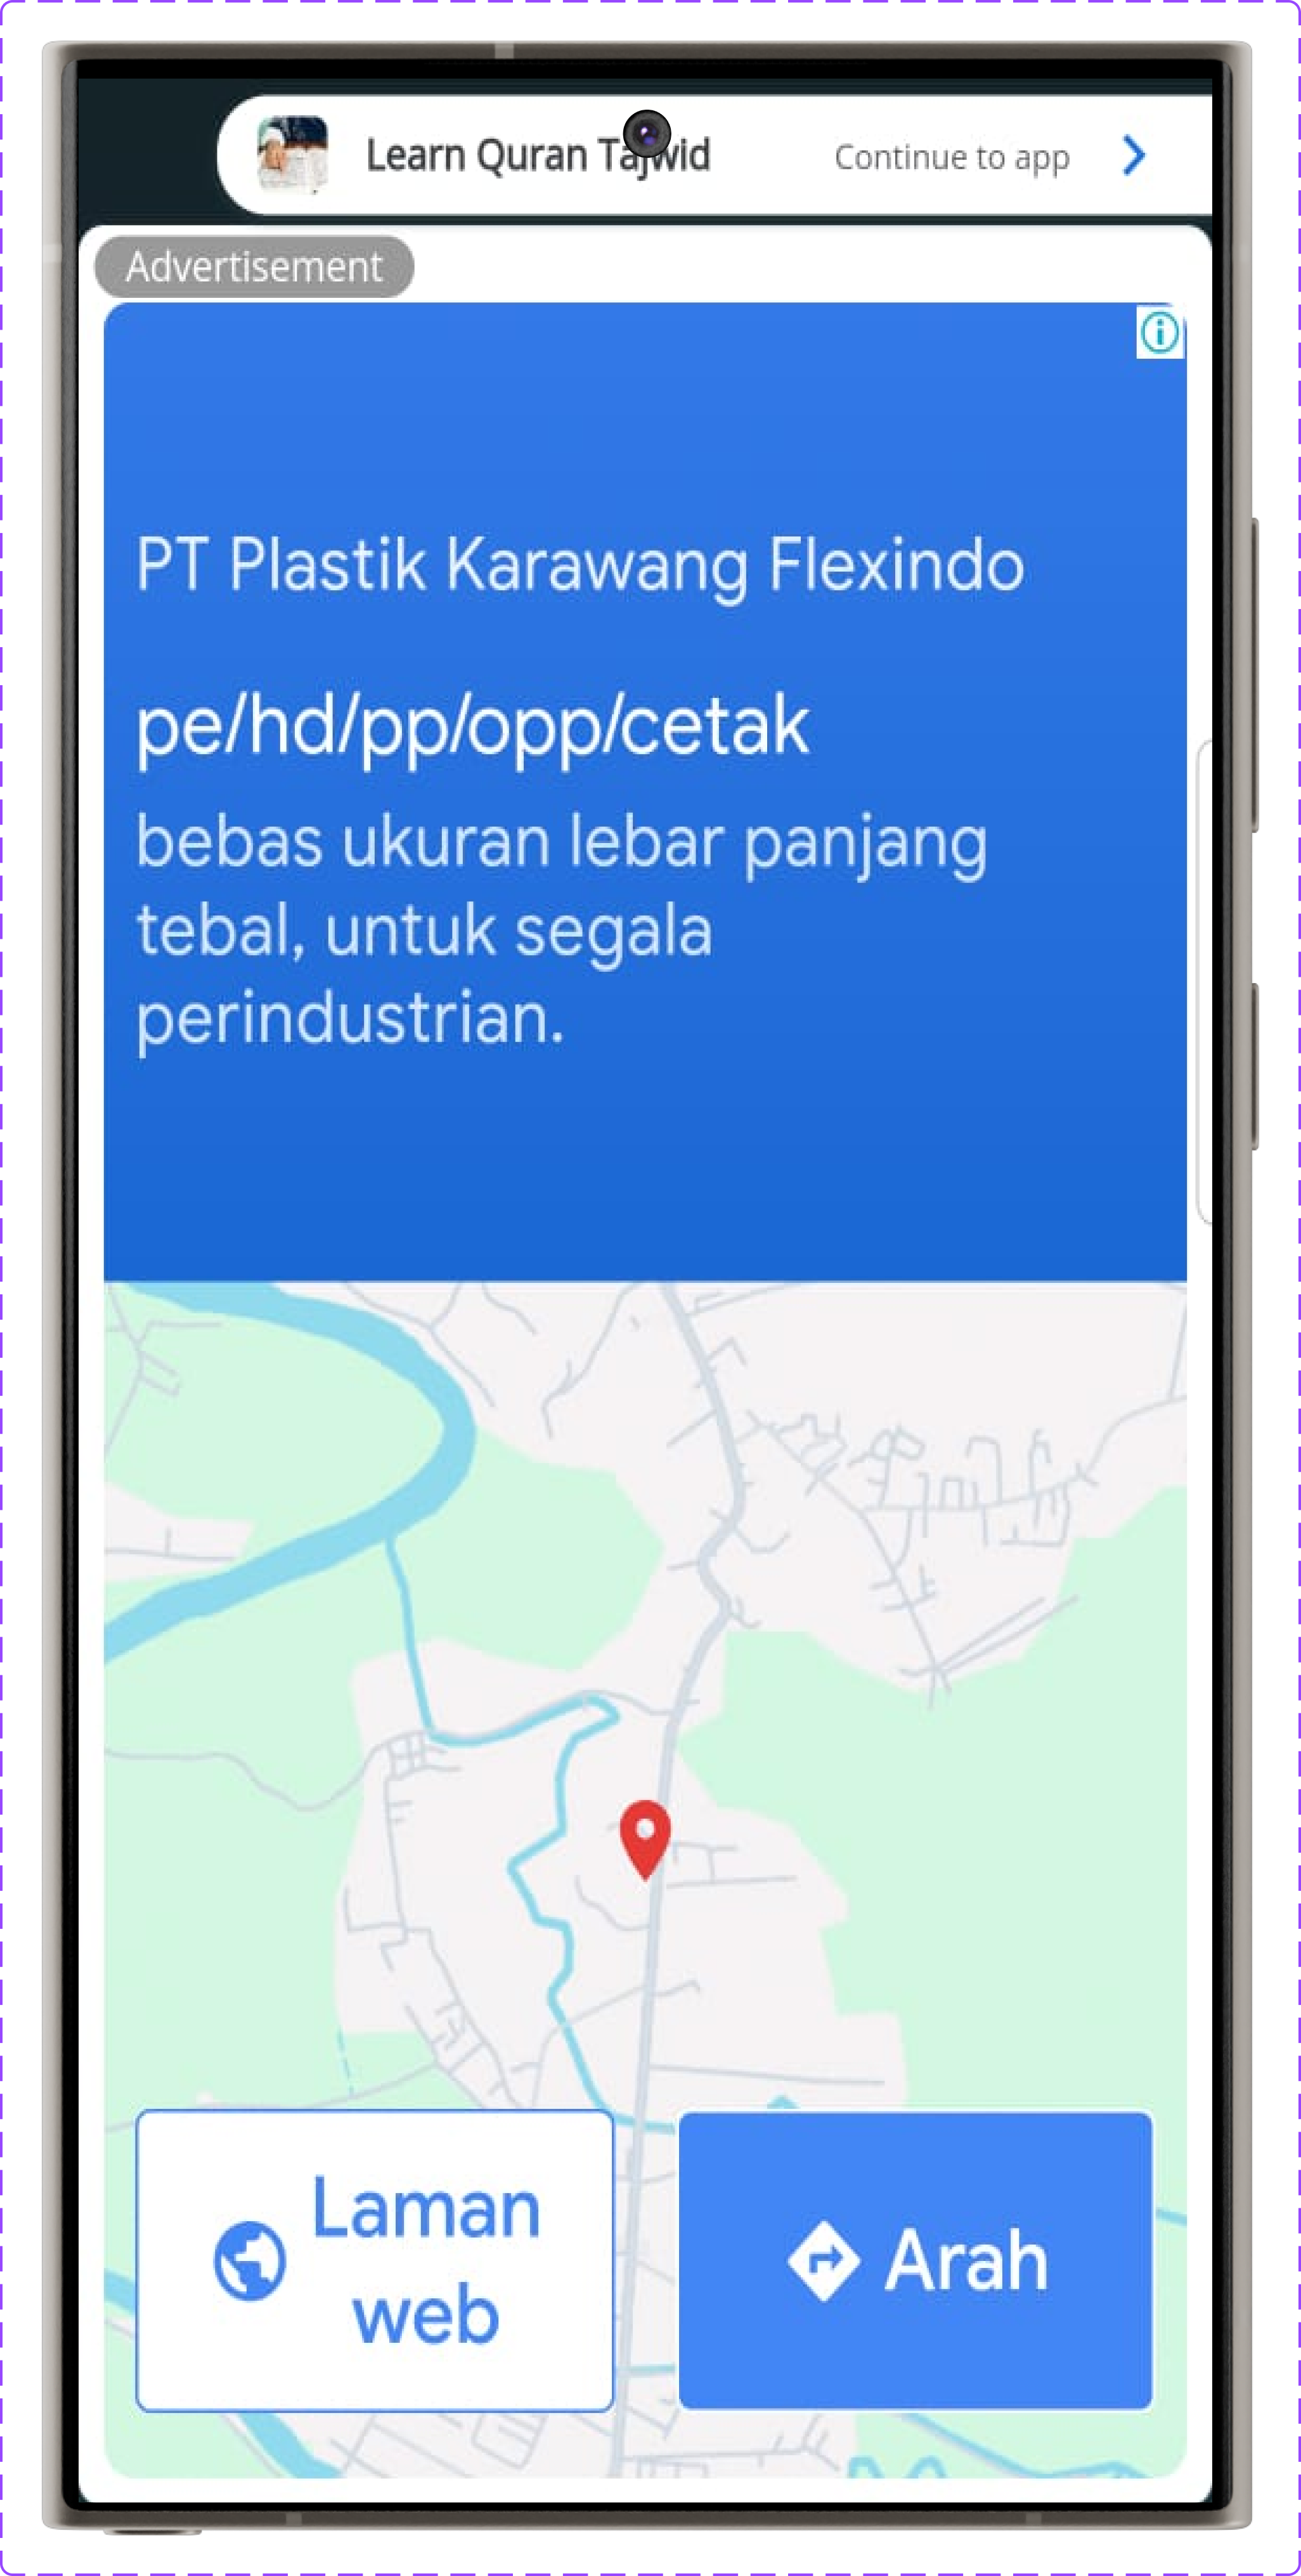 Learn Quran Tajwid
Continue to app
Advertisement
PT Plastik Karawang Flexindo
pe/hd/pp/opp/cetak
bebas ukuran lebar panjang
tebal, untuk segala
perindustrian.
Laman
web
Arah